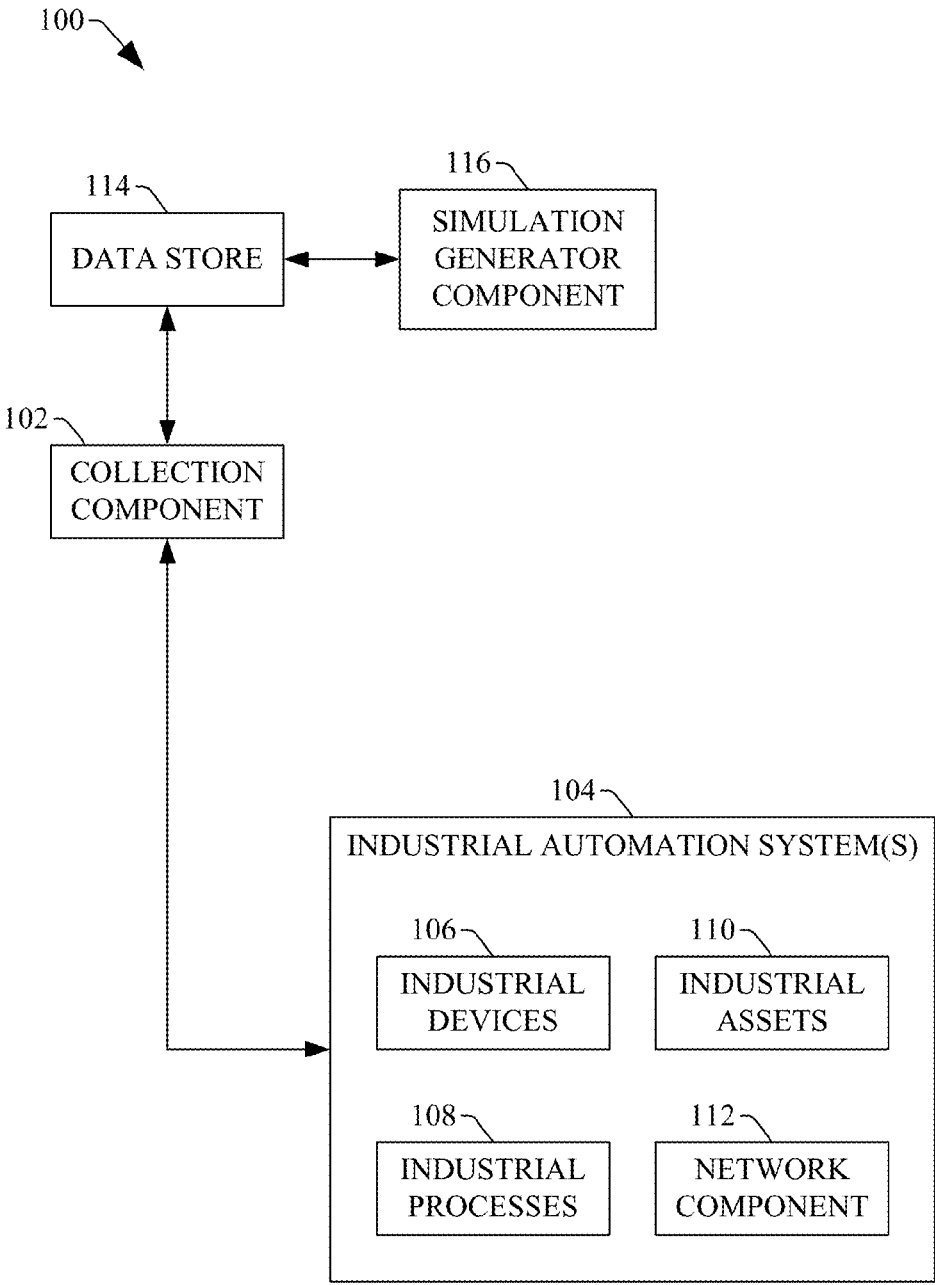 100
114
DATA STORE
116
SIMULATION
GENERATOR
COMPONENT
102
COLLECTION
COMPONENT
104
INDUSTRIAL AUTOMATION SYSTEM(S)
106
INDUSTRIAL
DEVICES
110
INDUSTRIAL
ASSETS
108
INDUSTRIAL
PROCESSES
112
NETWORK
COMPONENT